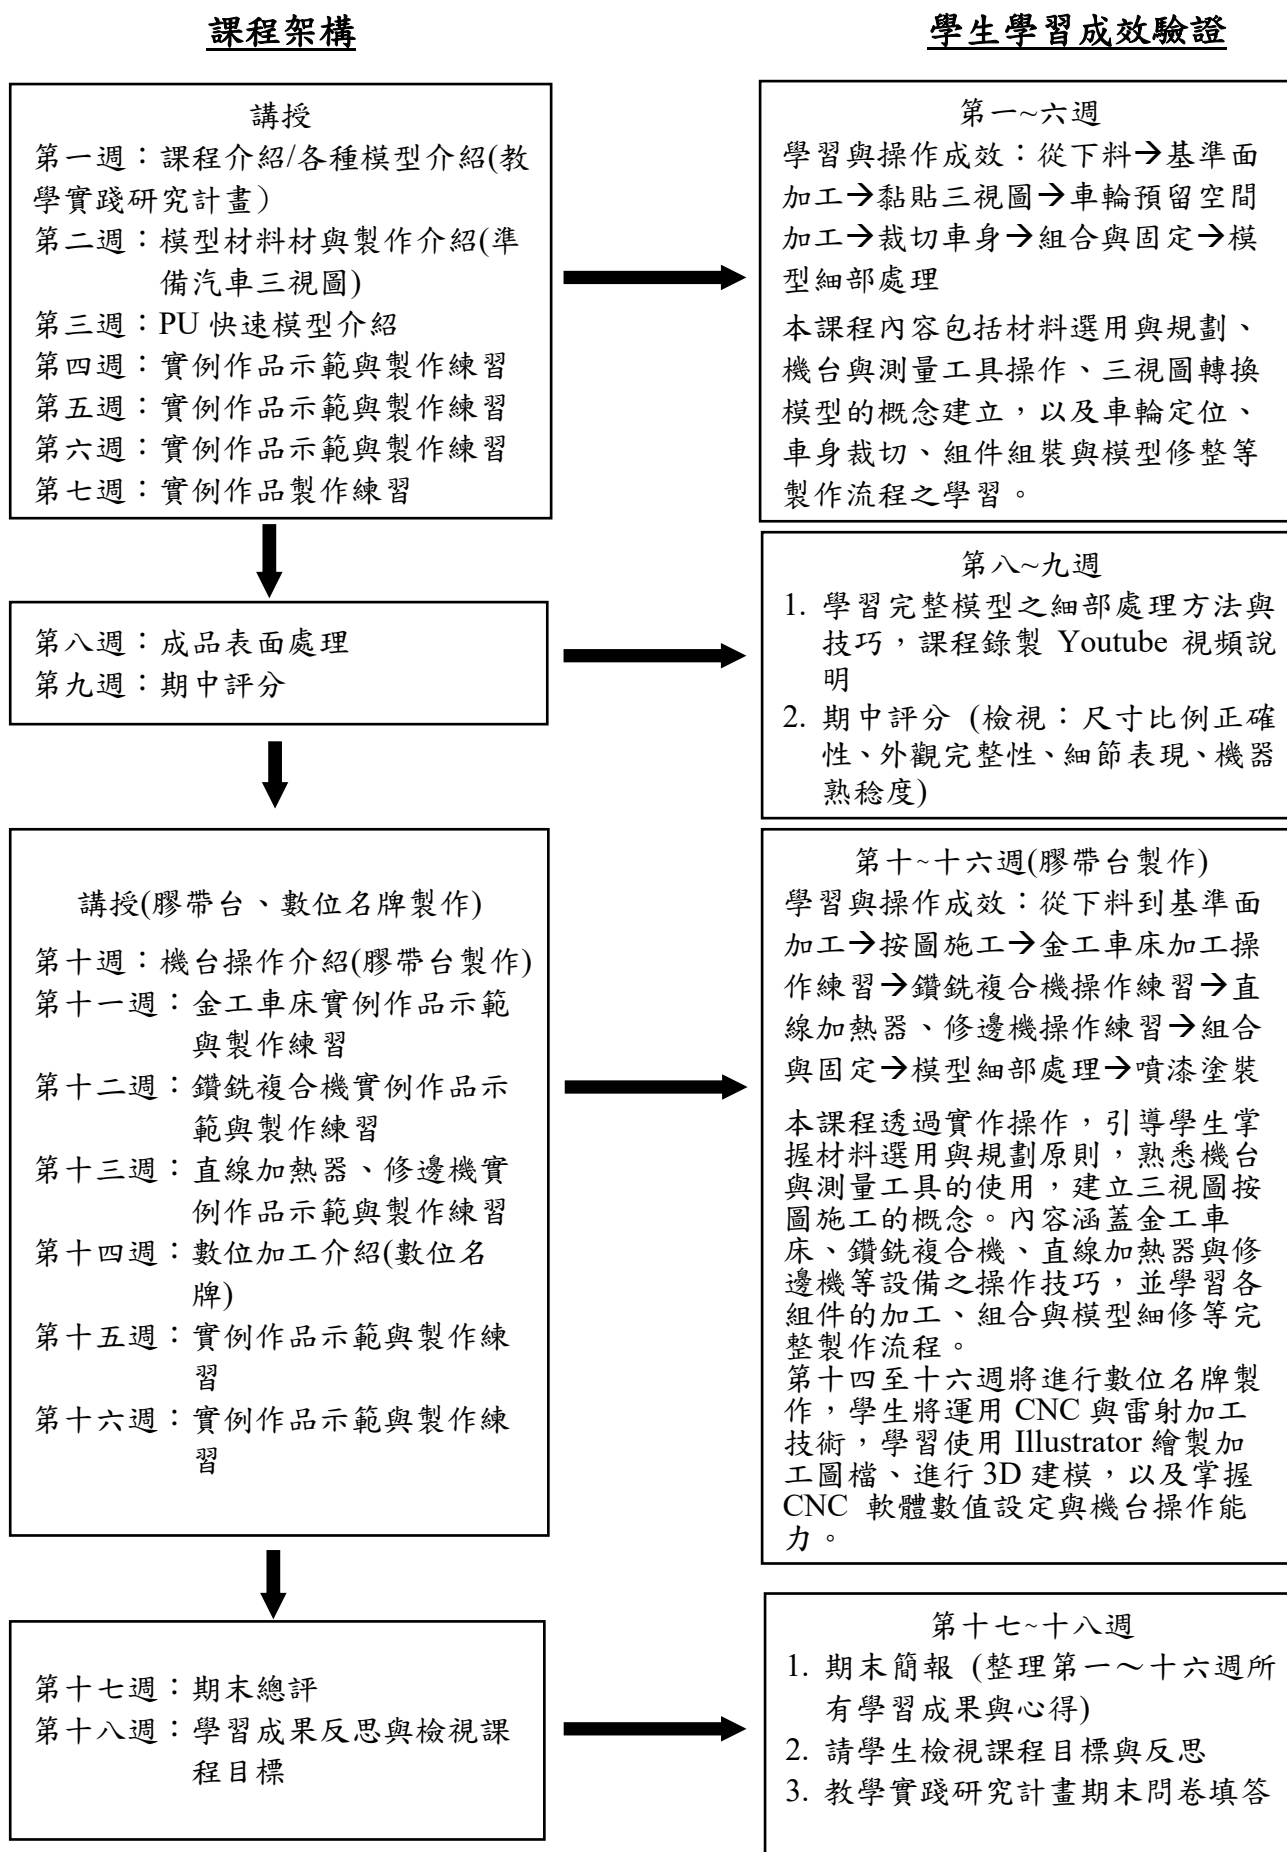 課程架構
學生學習成效驗證
講授
第一週：課程介紹/各種模型介紹(教
學實踐研究計畫）
第二週：模型材料材與製作介紹(準
備汽車三視圖)
第三週：PU 快速模型介紹
第四週：實例作品示範與製作練習
第五週：實例作品示範與製作練習
第六週：實例作品示範與製作練習
第七週：實例作品製作練習
第一~六週
學習與操作成效：從下料→基準面
加工→黏貼三視圖→車輪預留空間
加工→裁切車身→組合與固定→模
型細部處理
本課程內容包括材料選用與規劃、
機台與測量工具操作、三視圖轉換
模型的概念建立，以及車輪定位、
車身裁切、組件組裝與模型修整等
製作流程之學習。
第八週：成品表面處理
第九週：期中評分
第八~九週
1. 學習完整模型之細部處理方法與
技巧，課程錄製 Youtube 視頻說
明
2. 期中評分 (檢視：尺寸比例正確
性、外觀完整性、細節表現、機器
熟稔度)
講授(膠帶台、數位名牌製作)
第十週：機台操作介紹(膠帶台製作)
第十一週：金工車床實例作品示範
與製作練習
第十二週：鑽銑複合機實例作品示
範與製作練習
第十三週：直線加熱器、修邊機實
例作品示範與製作練習
第十四週：數位加工介紹(數位名
牌)
第十五週：實例作品示範與製作練
習
第十六週：實例作品示範與製作練
習
第十~十六週(膠帶台製作)
學習與操作成效：從下料到基準面
加工→按圖施工→金工車床加工操
作練習→鑽銑複合機操作練習→直
線加熱器、修邊機操作練習→組合
與固定→模型細部處理→噴漆塗裝
本課程透過實作操作，引導學生掌
握材料選用與規劃原則，熟悉機台
與測量工具的使用，建立三視圖按
圖施工的概念。內容涵蓋金工車
床、鑽銑複合機、直線加熱器與修
邊機等設備之操作技巧，並學習各
組件的加工、組合與模型細修等完
整製作流程。
第十四至十六週將進行數位名牌製
作，學生將運用 CNC 與雷射加工
技術，學習使用 Illustrator 繪製加
工圖檔、進行 3D 建模，以及掌握
CNC 軟體數值設定與機台操作能
力。
第十七週：期末總評
第十八週：學習成果反思與檢視課
程目標
第十七~十八週
1. 期末簡報 (整理第一～十六週所
有學習成果與心得)
2. 請學生檢視課程目標與反思
3. 教學實踐研究計畫期末問卷填答